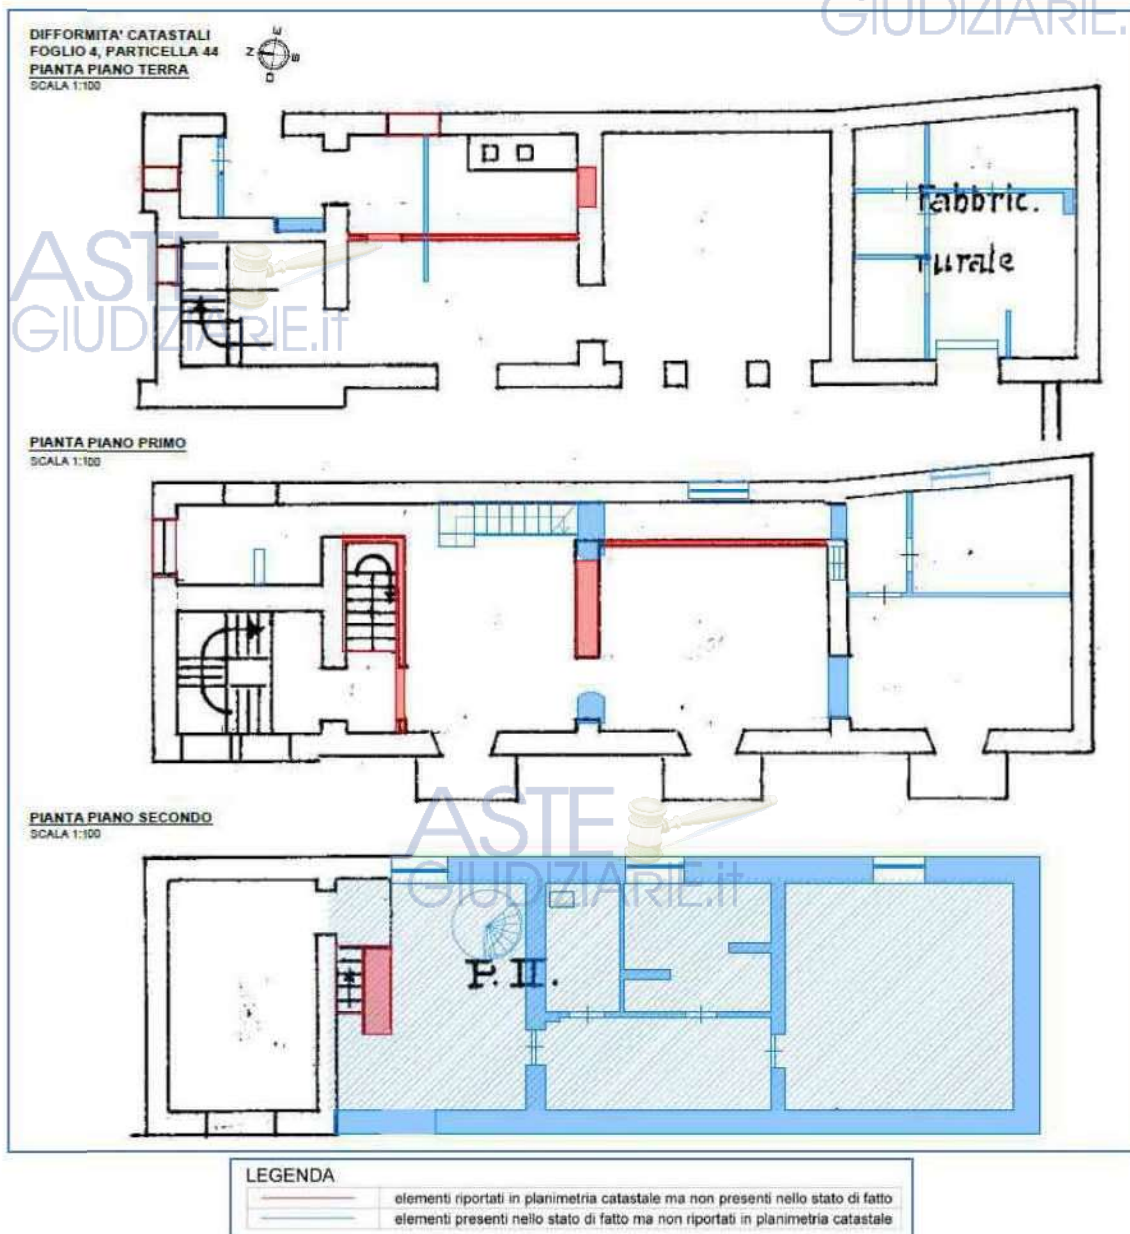 GIUDIZIARIE.
DIFFORMITA' CATASTALI
FOGLIO 4, PARTICELLA 44
PIANTA PIANO TERRA
SCALA 1:100
N E S O
Fabbric.
rurale
ASTE
GIUDIZIARIE.it
PIANTA PIANO PRIMO
SCALA 1:100
PIANTA PIANO SECONDO
SCALA 1:100
ASTE
GIUDIZIARIE.it
P.II.
LEGENDA
elementi riportati in planimetria catastale ma non presenti nello stato di fatto
elementi presenti nello stato di fatto ma non riportati in planimetria catastale